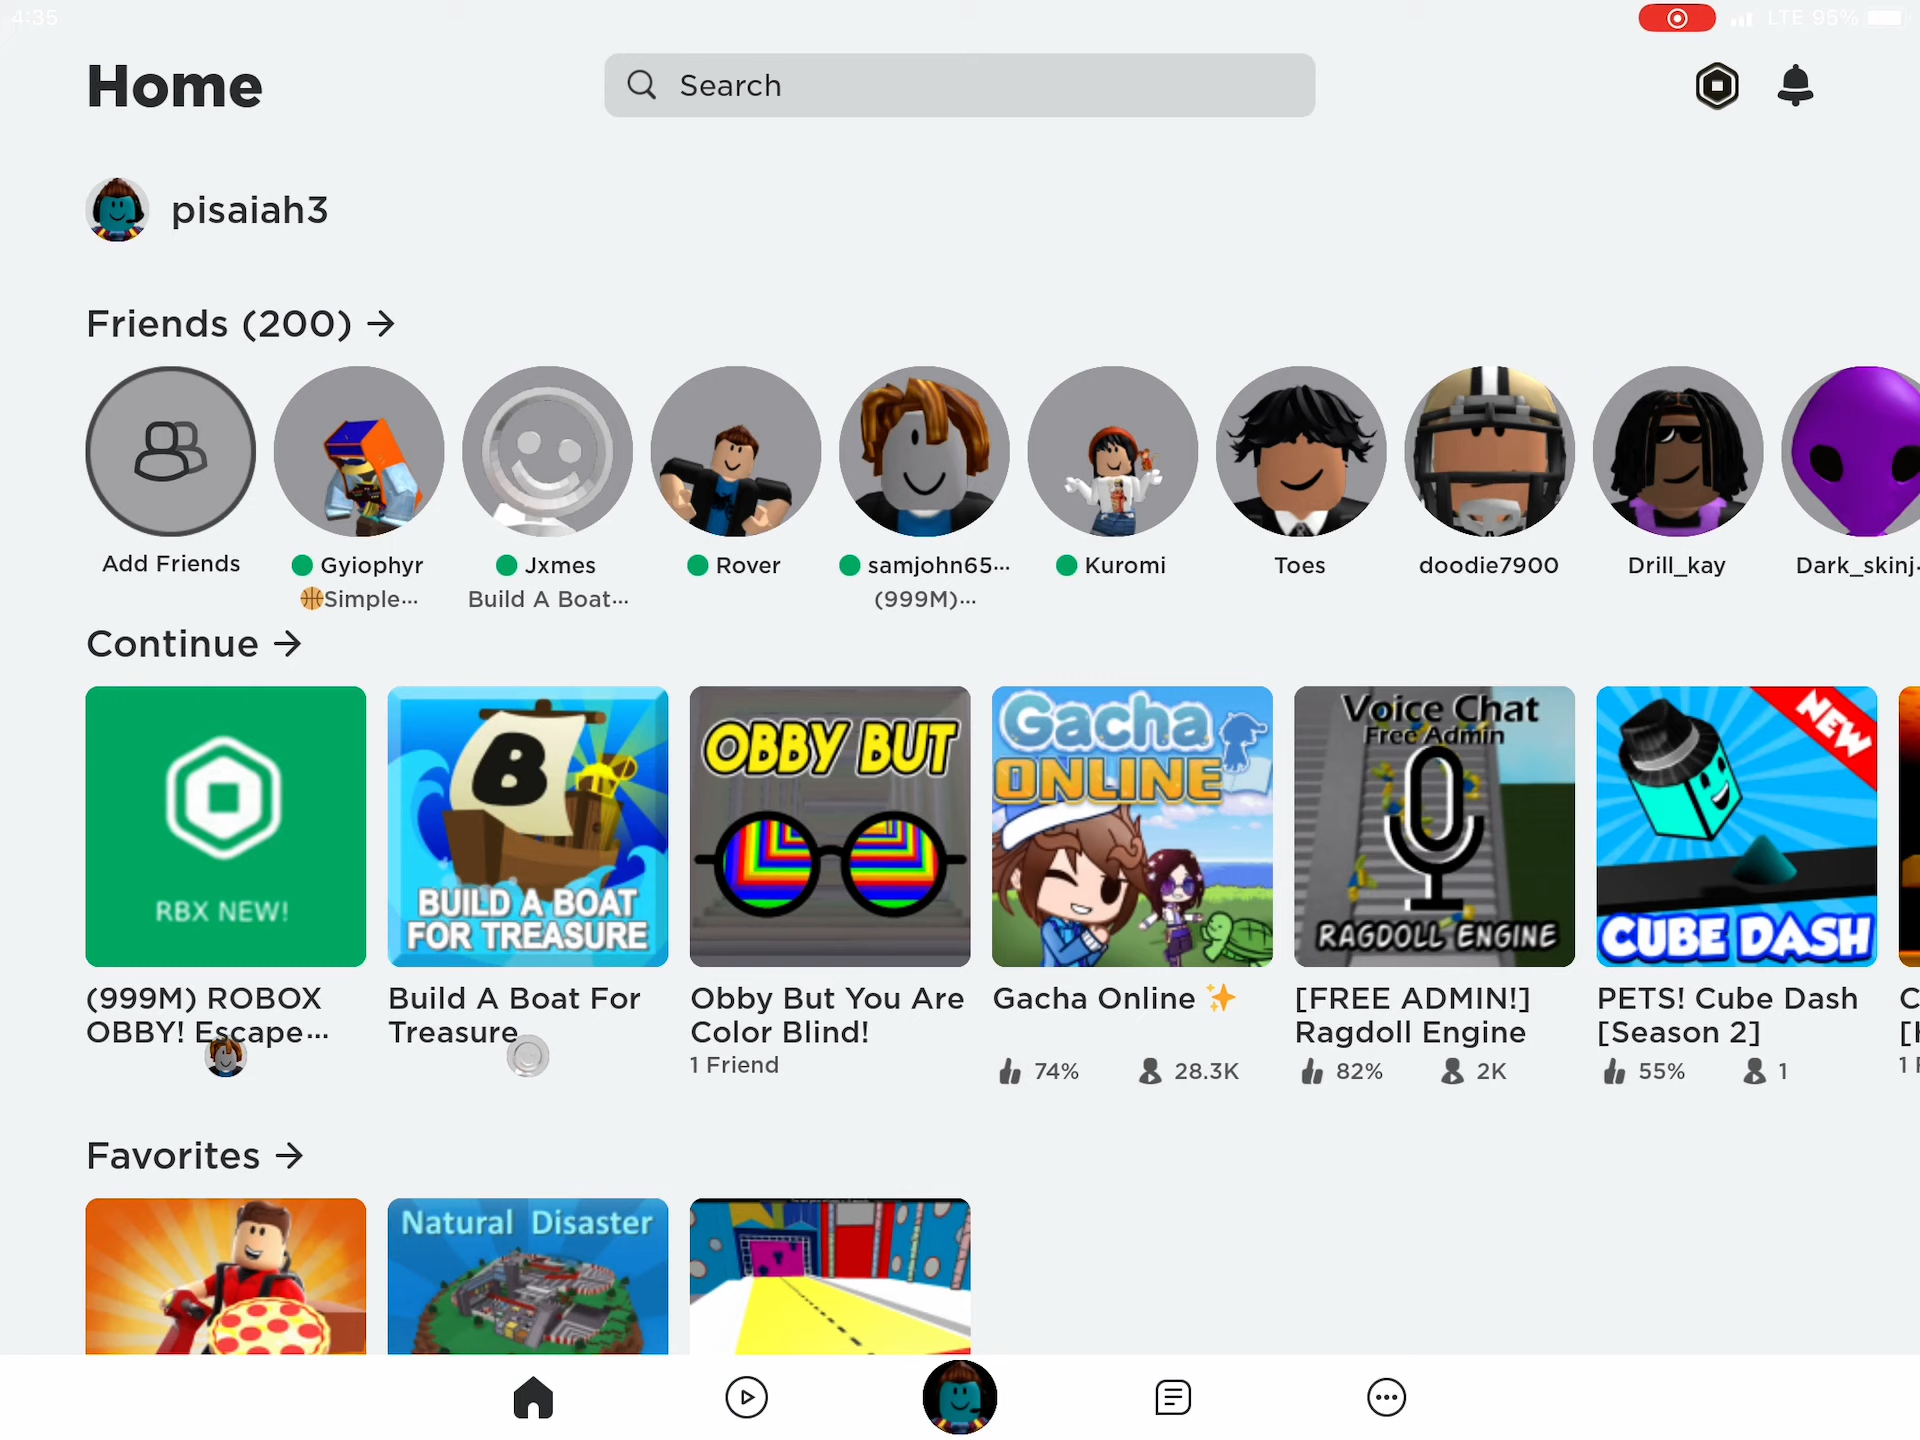 4:35
LTE 95%
Home
Search
pisaiah3
Friends (200) →
Add Friends
Gyiophyr
🏀Simple...
Jxmes
Build A Boat...
Rover
samjohn65...
(999M)...
Kuromi
Toes
doodie7900
Drill_kay
Dark_skinj
Continue →
RBX NEW!
B
BUILD A BOAT
FOR TREASURE
OBBY BUT
Gacha
ONLINE
Voice Chat
Free Admin
RAGDOLL ENGINE
NEW
CUBE DASH
(999M) ROBOX
OBBY! Escape...
Build A Boat For
Treasure
Obby But You Are
Color Blind!
1 Friend
Gacha Online ✨
74% 28.3K
[FREE ADMIN!]
Ragdoll Engine
82% 2K
PETS! Cube Dash
[Season 2]
55% 1
Favorites →
Natural Disaster